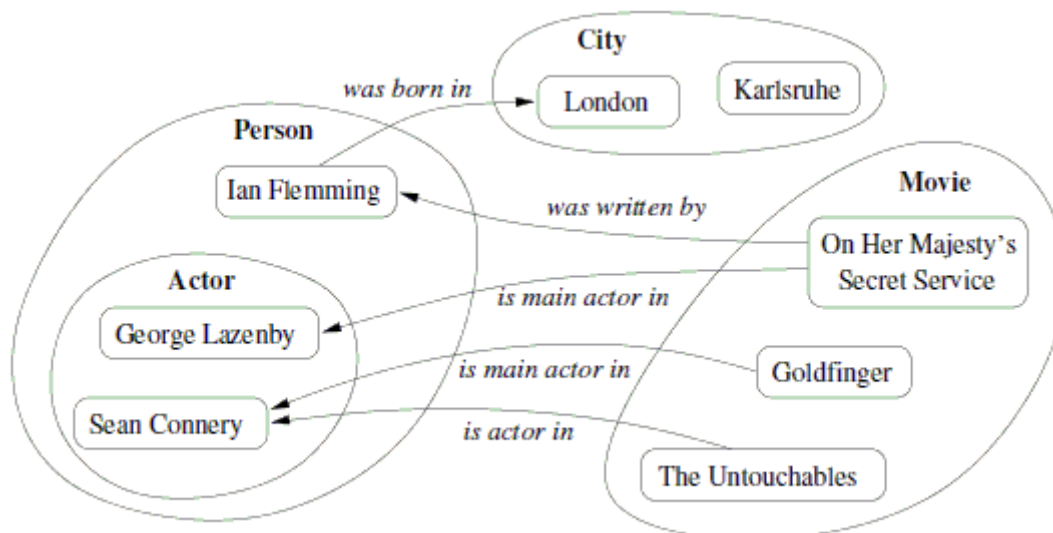 City
London
Karlsruhe
was born in
Person
Ian Flemming
Movie
was written by
On Her Majesty's
Secret Service
Actor
is main actor in
George Lazenby
is main actor in
Goldfinger
Sean Connery
is actor in
The Untouchables